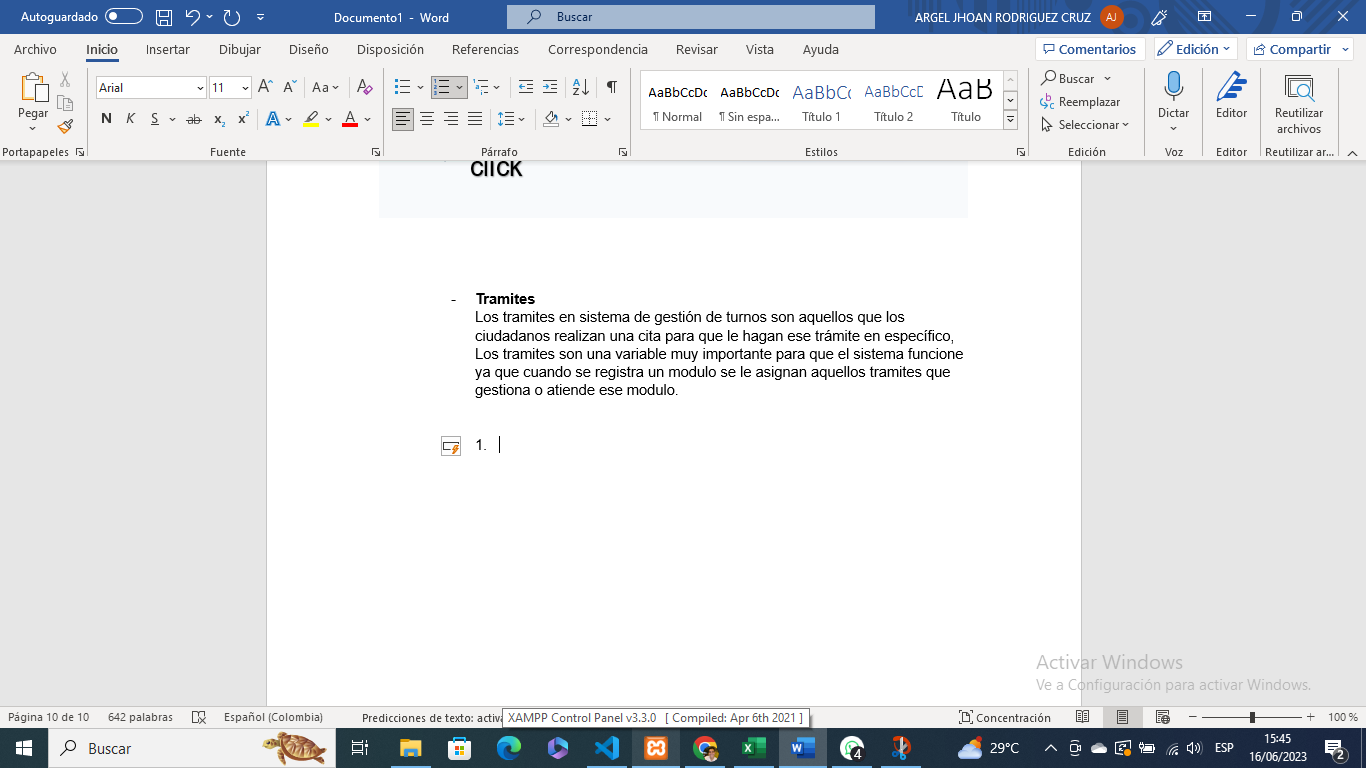 Autoguardado
Documento1 - Word
Buscar
ARGEL JHOAN RODRIGUEZ CRUZ
AJ
Archivo Inicio Insertar Dibujar Diseño Disposición Referencias Correspondencia Revisar Vista Ayuda
Comentarios Edición Compartir
Pegar
Arial 11
Aa
N K S ab x2 x2 A A
AaBbCcDc AaBbCcDc AaBbCc AaBbCcD AaB
¶ Normal ¶ Sin espa... Título 1 Título 2 Título
Buscar
Reemplazar
Seleccionar
Dictar
Editor
Reutilizar
archivos
Portapapeles Fuente Párrafo Estilos Edición Voz Editor Reutilizar ar...
ClICK
- Tramites
Los tramites en sistema de gestión de turnos son aquellos que los
ciudadanos realizan una cita para que le hagan ese trámite en específico,
Los tramites son una variable muy importante para que el sistema funcione
ya que cuando se registra un modulo se le asignan aquellos tramites que
gestiona o atiende ese modulo.
1.
Activar Windows
Ve a Configuración para activar Windows.
Página 10 de 10 642 palabras Español (Colombia) Predicciones de texto: activa
XAMPP Control Panel v3.3.0 [ Compiled: Apr 6th 2021 ]
Concentración
100 %
Buscar
4
29°C
ESP
15:45
16/06/2023
2